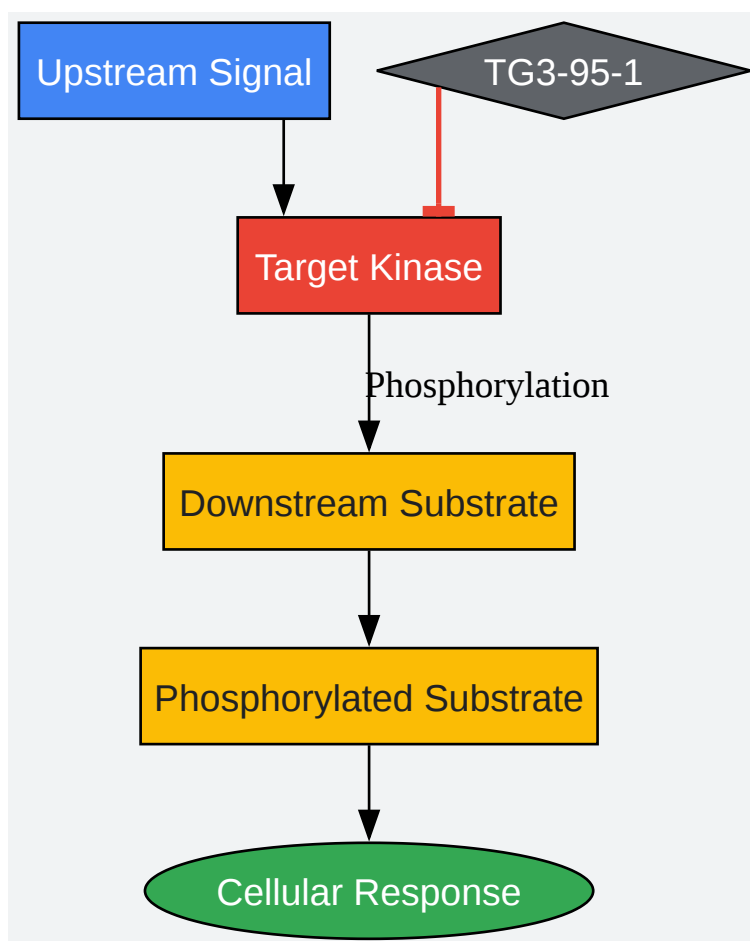 Upstream Signal
TG3-95-1
Target Kinase
Phosphorylation
Downstream Substrate
Phosphorylated Substrate
Cellular Response